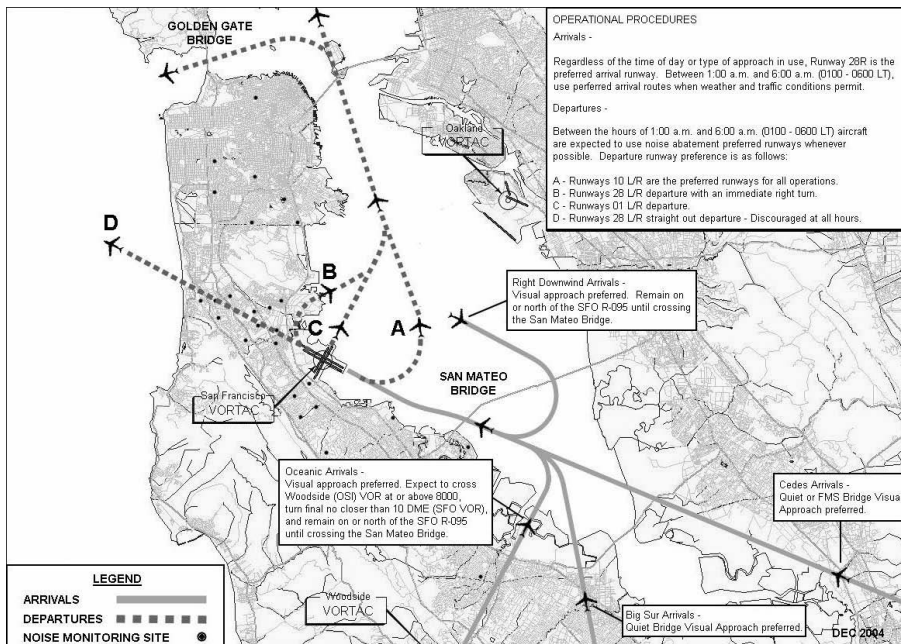 GOLDEN GATE
BRIDGE
OPERATIONAL PROCEDURES
Arrivals -
Regardless of the time of day or type of approach in use, Runway 28R is the
preferred arrival runway. Between 1:00 a.m. and 6:00 a.m. (0100 - 0600 LT),
use perferred arrival routes when weather and traffic conditions permit.
Departures -
Between the hours of 1:00 a.m. and 6:00 a.m. (0100 - 0600 LT) aircraft
are expected to use noise abatement preferred runways whenever
possible. Departure runway preference is as follows:
A - Runways 10 L/R are the preferred runways for all operations.
B - Runways 28 L/R departure with an immediate right turn.
C - Runways 01 L/R departure.
D - Runways 28 L/R straight out departure - Discouraged at all hours.
Oakland
VORTAC
D
B
C
A
Right Downwind Arrivals -
Visual approach preferred. Remain on
or north of the SFO R-095 until crossing
the San Mateo Bridge.
SAN MATEO
BRIDGE
San Francisco
VORTAC
Oceanic Arrivals -
Visual approach preferred. Expect to cross
Woodside (OSI) VOR at or above 8000,
turn final no closer than 10 DME (SFO VOR),
and remain on or north of the SFO R-095
until crossing the San Mateo Bridge.
Cedes Arrivals -
Quiet or FMS Bridge Visual
Approach preferred.
LEGEND
ARRIVALS
DEPARTURES
NOISE MONITORING SITE
Woodside
VORTAC
Big Sur Arrivals -
Quiet Bridge Visual Approach preferred.
DEC 2004